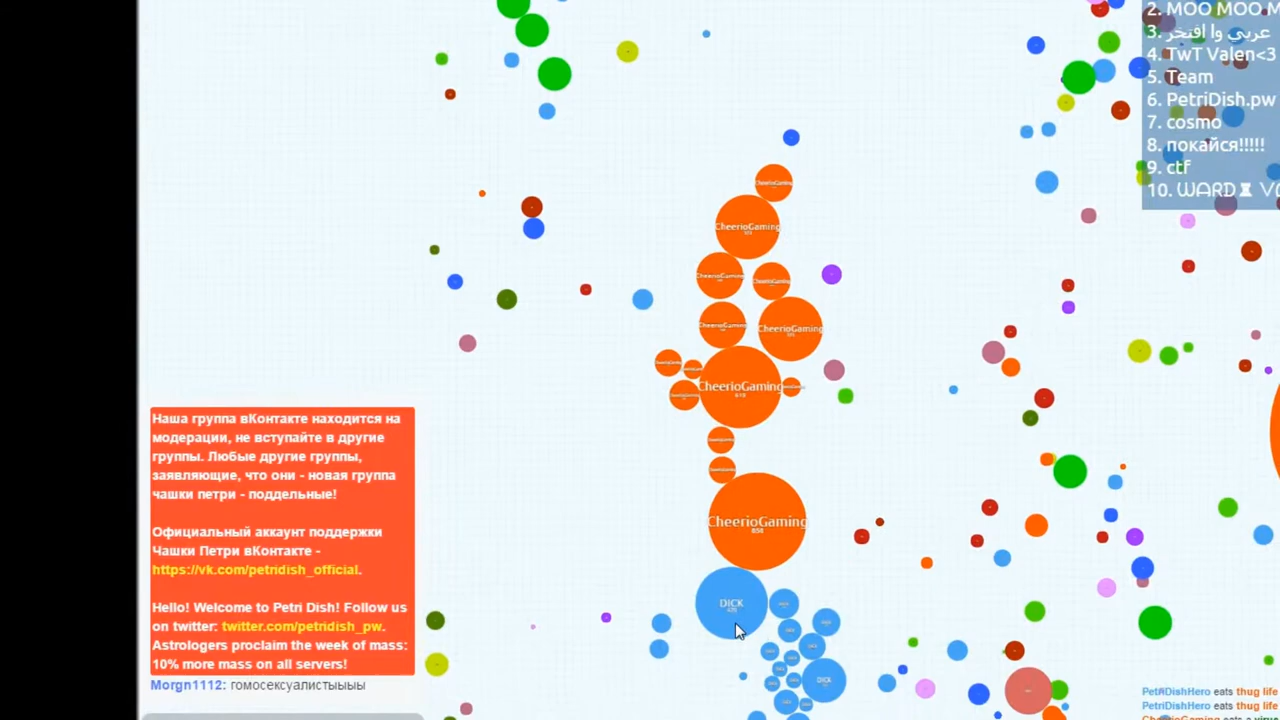 2. MOO MOO M
3. عربي وا افتخر
4. TwT Valen<3
5. Team
6. PetriDish.pw
7. cosmo
8. покайся!!!!!
9. ctf
CheerioGaming
CheerioGaming
CheerioGaming
CheerioGaming
CheerioGaming
CheerioGaming
CheerioGaming
CheerioGaming
DICK
DICK
Наша группа вКонтакте находится на
модерации, не вступайте в другие
группы. Любые другие группы,
заявляющие, что они - новая группа
чашки петри - поддельные!
Официальный аккаунт поддержки
Чашки Петри вКонтакте -
https://vk.com/petridish_official.
Hello! Welcome to Petri Dish! Follow us
on twitter: twitter.com/petridish_pw.
Astrologers proclaim the week of mass:
10% more mass on all servers!
Morgn1112: гомосексуалистыыыы
PetriDishHero eats thug life
PetriDishHero eats thug life